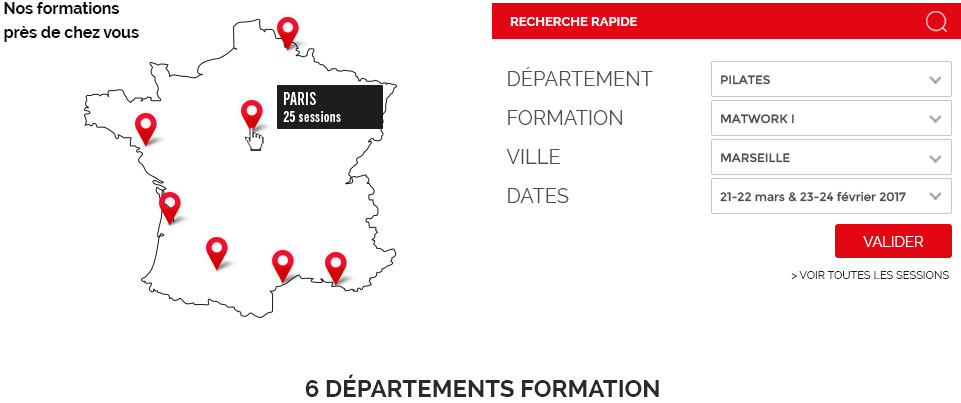 Nos formations
près de chez vous
PARIS
25 sessions
RECHERCHE RAPIDE
DÉPARTEMENT
PILATES
FORMATION
MATWORK I
VILLE
MARSEILLE
DATES
21-22 mars & 23-24 février 2017
VALIDER
> VOIR TOUTES LES SESSIONS
6 DÉPARTEMENTS FORMATION